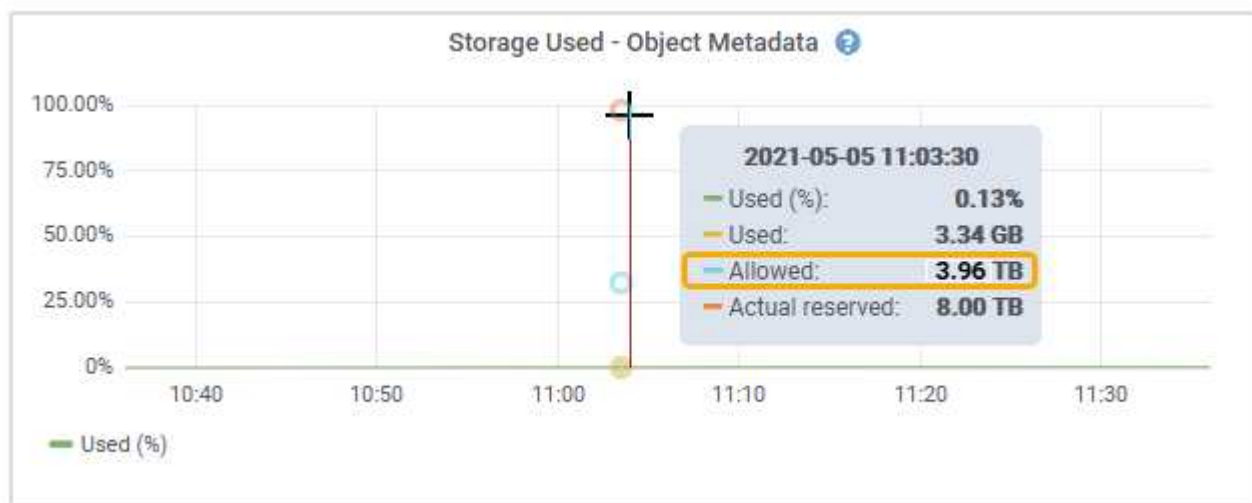 Storage Used - Object Metadata ?
100.00%
75.00%
50.00%
25.00%
0%
10:40 10:50 11:00 11:10 11:20 11:30
2021-05-05 11:03:30
Used (%): 0.13%
Used: 3.34 GB
Allowed: 3.96 TB
Actual reserved: 8.00 TB
Used (%)